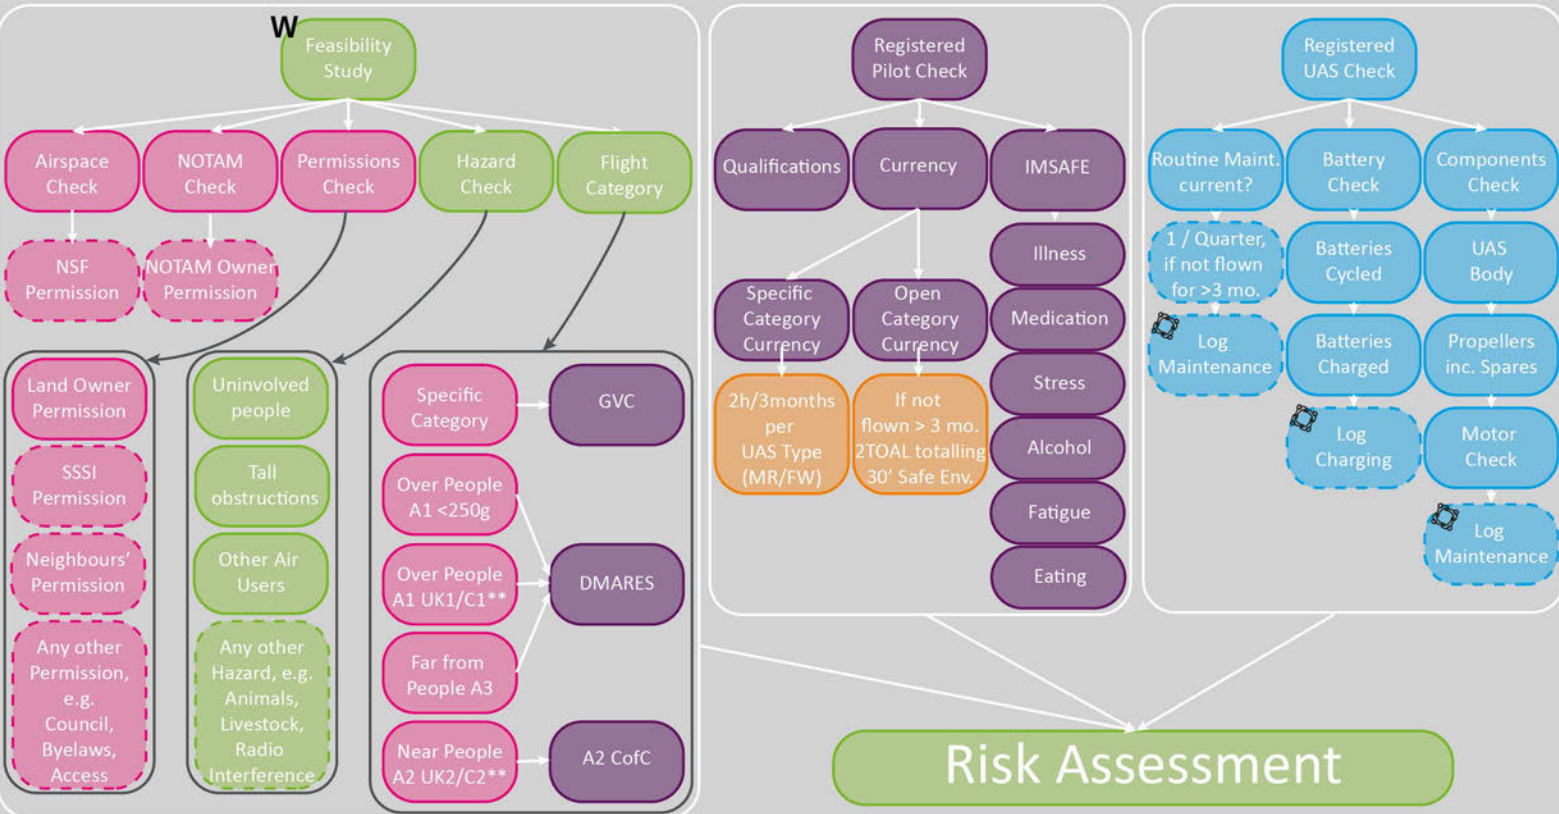 W
Feasibility
Study
Airspace
Check
NOTAM
Check
Permissions
Check
Hazard
Check
Flight
Category
NSF
Permission
NOTAM Owner
Permission
Land Owner
Permission
SSSI
Permission
Neighbours'
Permission
Any other
Permission,
e.g.
Council,
Byelaws,
Access
Uninvolved
people
Tall
obstructions
Other Air
Users
Any other
Hazard, e.g.
Animals,
Livestock,
Radio
Interference
Specific
Category
GVC
Over People
A1 <250g
Over People
A1 UK1/C1**
Far from
People A3
DMARES
Near People
A2 UK2/C2**
A2 CofC
Registered
Pilot Check
Qualifications
Currency
IMSAFE
Specific
Category
Currency
Open
Category
Currency
2h/3months
per
UAS Type
(MR/FW)
If not
flown > 3 mo.
2TOAL totalling
30' Safe Env.
Illness
Medication
Stress
Alcohol
Fatigue
Eating
Registered
UAS Check
Routine Maint.
current?
Battery
Check
Components
Check
1 / Quarter,
if not flown
for >3 mo.
Log
Maintenance
Batteries
Cycled
Batteries
Charged
Log
Charging
UAS
Body
Propellers
inc. Spares
Motor
Check
Log
Maintenance
Risk Assessment